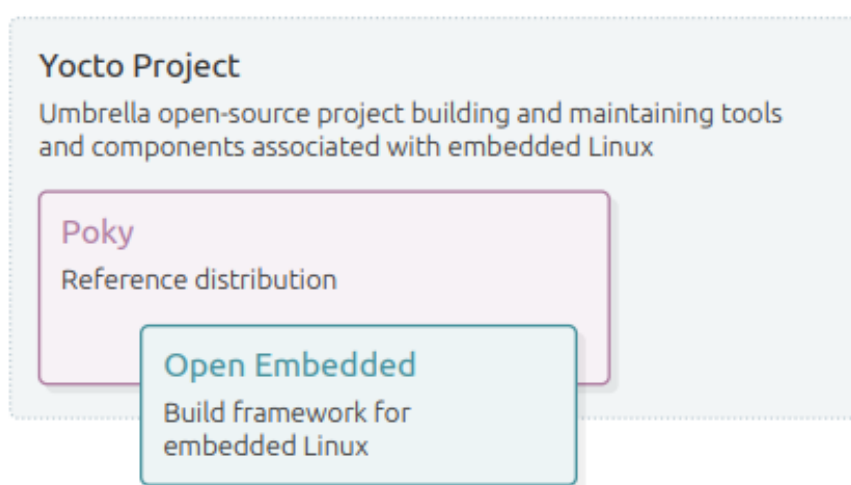 Yocto Project
Umbrella open-source project building and maintaining tools
and components associated with embedded Linux
Poky
Reference distribution
Open Embedded
Build framework for
embedded Linux